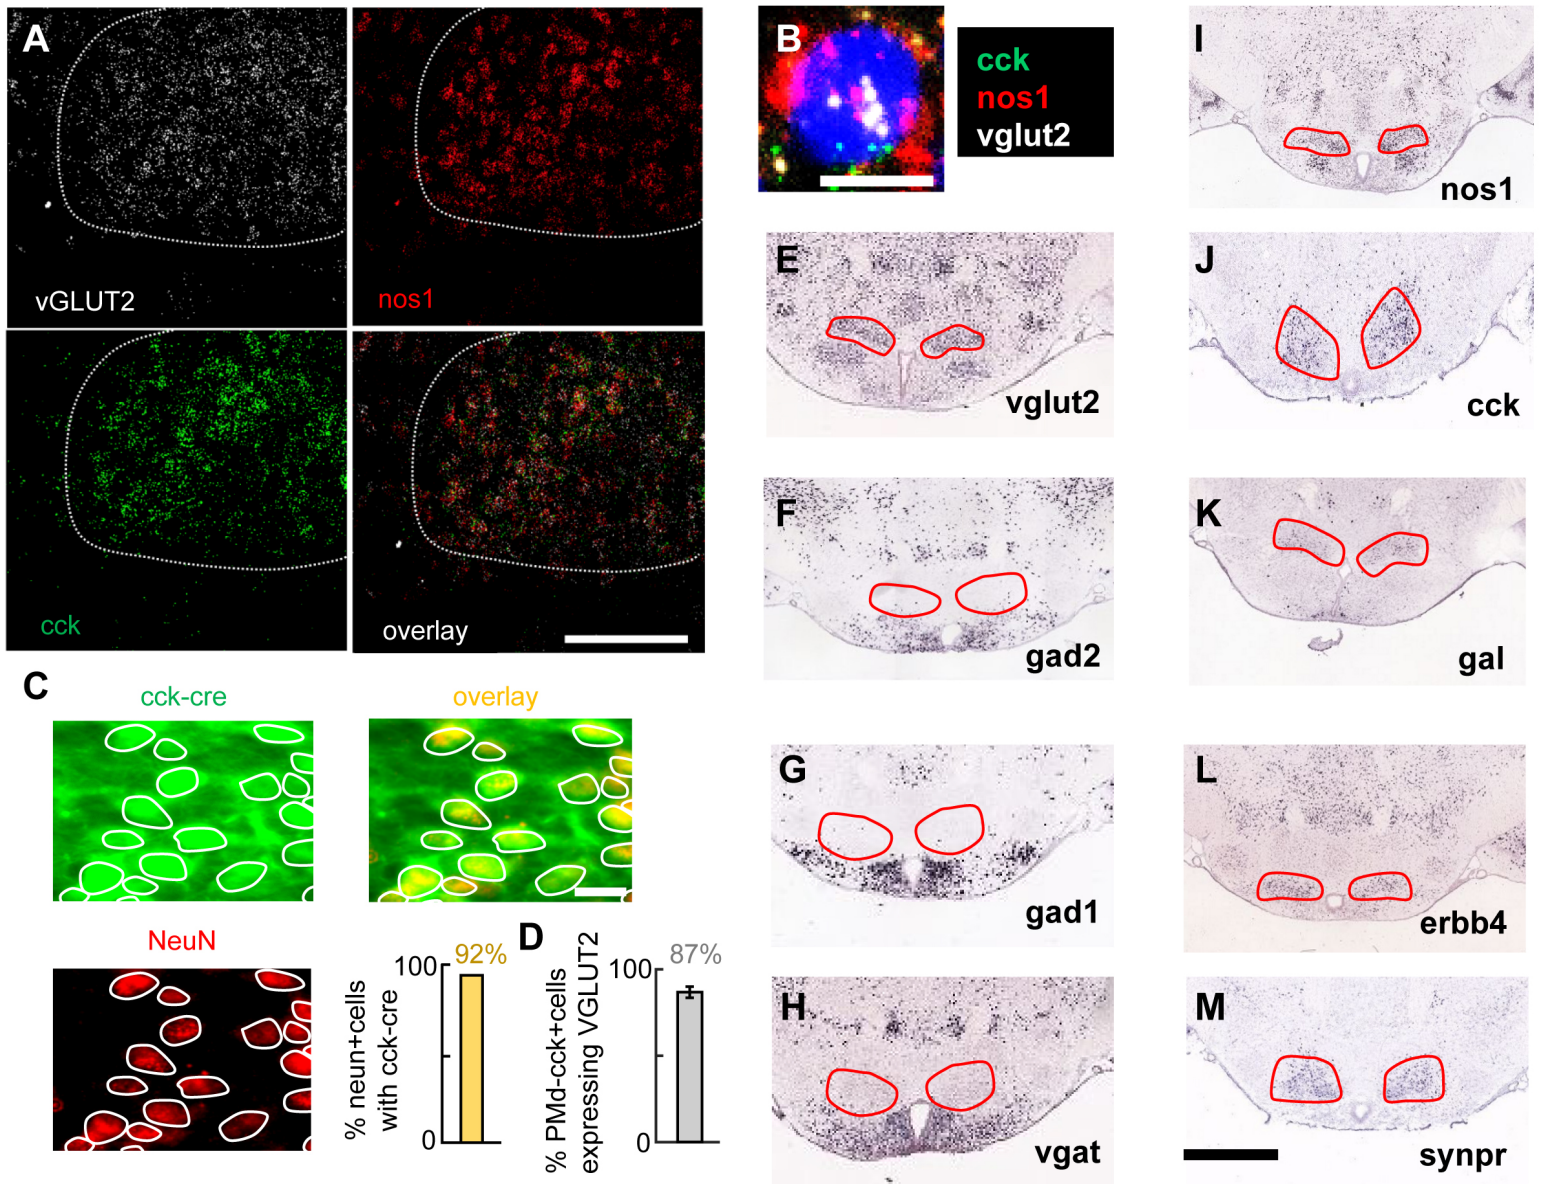 A
vGLUT2
nos1
cck
overlay
B
cck
nos1
vglut2
C
cck-cre
overlay
NeuN
% neun+cells
with cck-cre
100
0
92%
D
% PMd-cck+cells
expressing VGLUT2
100
0
87%
E
vglut2
F
gad2
G
gad1
H
vgat
I
nos1
J
cck
K
gal
L
erbb4
M
synpr